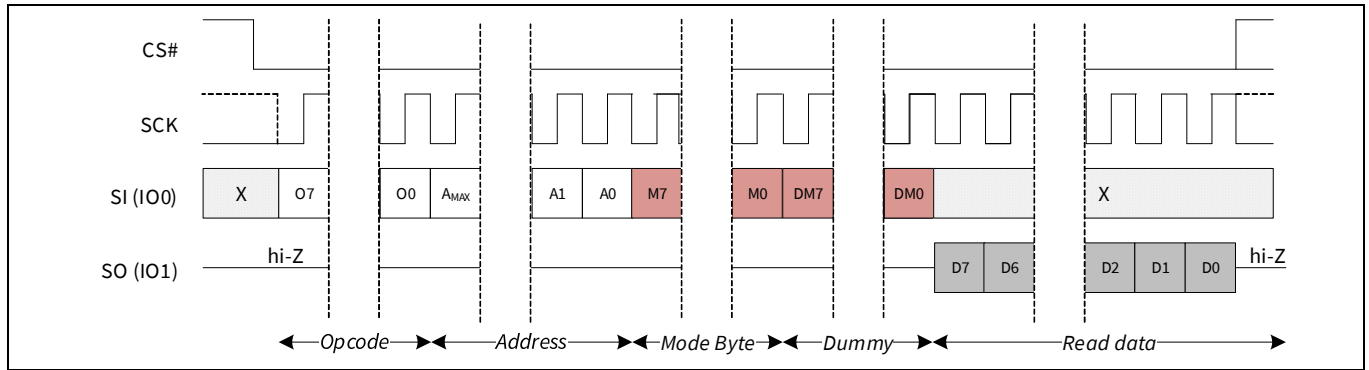 CS#
SCK
SI (IO0) X O7 O0 AMAX A1 A0 M7 M0 DM7 DM0 X
hi-Z
SO (IO1) D7 D6 D2 D1 D0 hi-Z
Opcode Address Mode Byte Dummy Read data